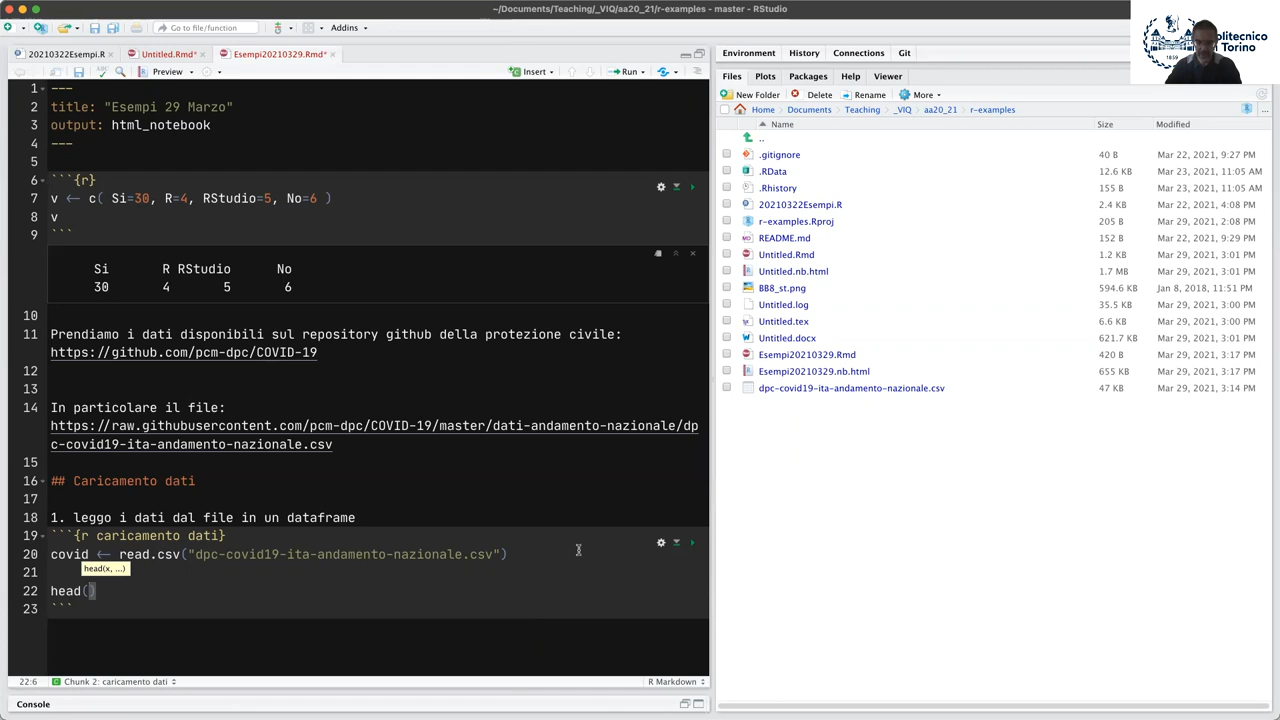 ~/Documents/Teaching/_VIQ/aa20_21/r-examples - master - RStudio
Go to file/function
Addins
20210322Esempi.R
Untitled.Rmd*
Esempi20210329.Rmd*
Preview
Insert
Run
1 ---
2 title: "Esempi 29 Marzo"
3 output: html_notebook
4 ---
5
6 ```{r}
7 v <- c( Si=30, R=4, RStudio=5, No=6 )
8 v
9 ```
Si R RStudio No
30 4 5 6
10
11 Prendiamo i dati disponibili sul repository github della protezione civile:
https://github.com/pcm-dpc/COVID-19
12
13
14 In particolare il file:
https://raw.githubusercontent.com/pcm-dpc/COVID-19/master/dati-andamento-nazionale/dp
c-covid19-ita-andamento-nazionale.csv
15
16 ## Caricamento dati
17
18 1. leggo i dati dal file in un dataframe
19 ```{r caricamento dati}
20 covid <- read.csv("dpc-covid19-ita-andamento-nazionale.csv")
head(x, ...)
21
22 head()
23 ```
22:6 Chunk 2: caricamento dati R Markdown
Console
Environment History Connections Git
Files Plots Packages Help Viewer
New Folder Delete Rename More
Home Documents Teaching _VIQ aa20_21 r-examples ...
Name Size Modified
..
.gitignore 40 B Mar 22, 2021, 9:27 PM
.RData 12.6 KB Mar 23, 2021, 11:05 AM
.Rhistory 155 B Mar 23, 2021, 11:05 AM
20210322Esempi.R 2.4 KB Mar 22, 2021, 4:08 PM
r-examples.Rproj 205 B Mar 29, 2021, 2:08 PM
README.md 152 B Mar 22, 2021, 9:29 PM
Untitled.Rmd 1.2 KB Mar 29, 2021, 3:01 PM
Untitled.nb.html 1.7 MB Mar 29, 2021, 3:01 PM
BB8_st.png 594.6 KB Jan 8, 2018, 11:51 PM
Untitled.log 35.5 KB Mar 29, 2021, 3:00 PM
Untitled.tex 6.6 KB Mar 29, 2021, 3:00 PM
Untitled.docx 621.7 KB Mar 29, 2021, 3:01 PM
Esempi20210329.Rmd 420 B Mar 29, 2021, 3:17 PM
Esempi20210329.nb.html 655 KB Mar 29, 2021, 3:17 PM
dpc-covid19-ita-andamento-nazionale.csv 47 KB Mar 29, 2021, 3:14 PM
1859
olitecnico
Torino